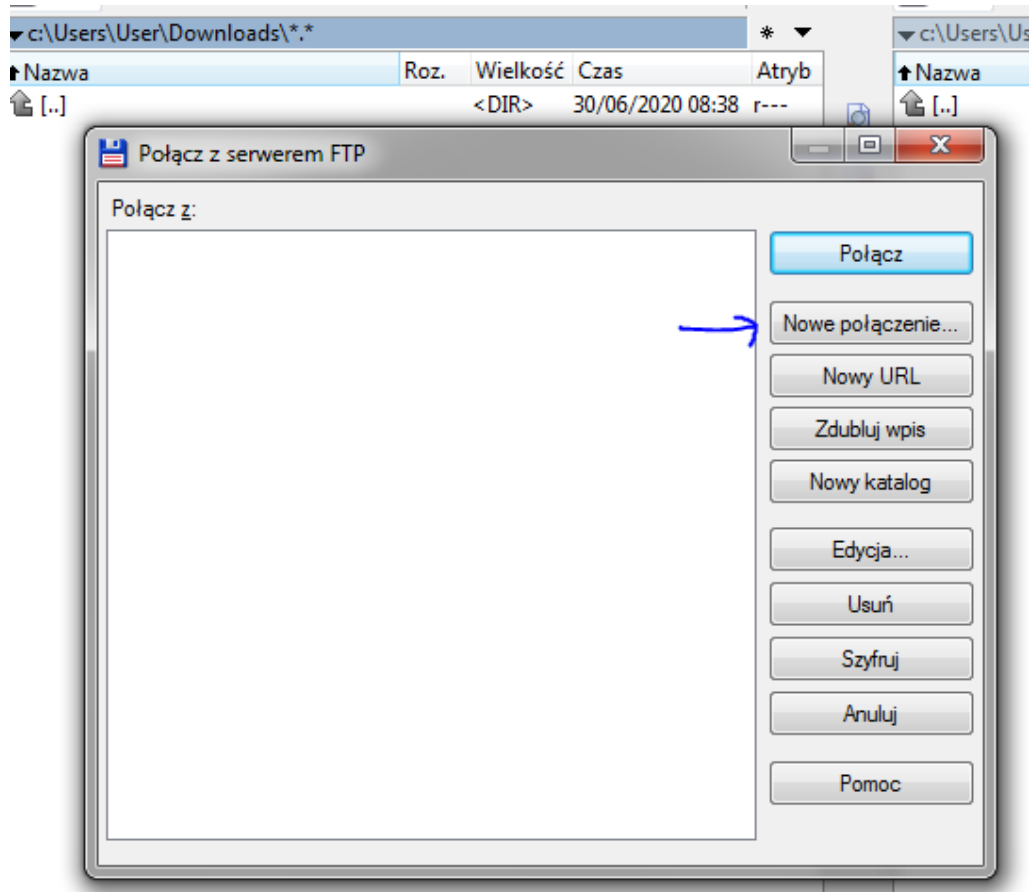 c:\Users\User\Downloads\*.*
* 
c:\Users\Us
Nazwa Roz. Wielkość Czas Atryb
Nazwa
[..] <DIR> 30/06/2020 08:38 r---
[..]
Połącz z serwerem FTP
Połącz z:
Połącz
Nowe połączenie...
Nowy URL
Zdubluj wpis
Nowy katalog
Edycja...
Usuń
Szyfruj
Anuluj
Pomoc